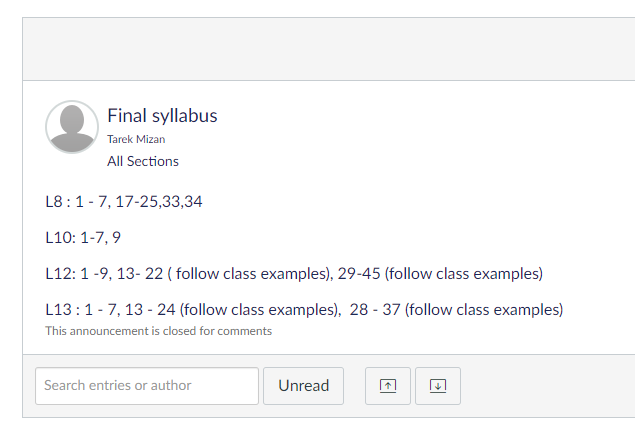 Final syllabus
Tarek Mizan
All Sections
L8 : 1 - 7, 17-25,33,34
L10: 1-7, 9
L12: 1 -9, 13- 22 ( follow class examples), 29-45 (follow class examples)
L13 : 1 - 7, 13 - 24 (follow class examples),  28 - 37 (follow class examples)
This announcement is closed for comments
Search entries or author
Unread